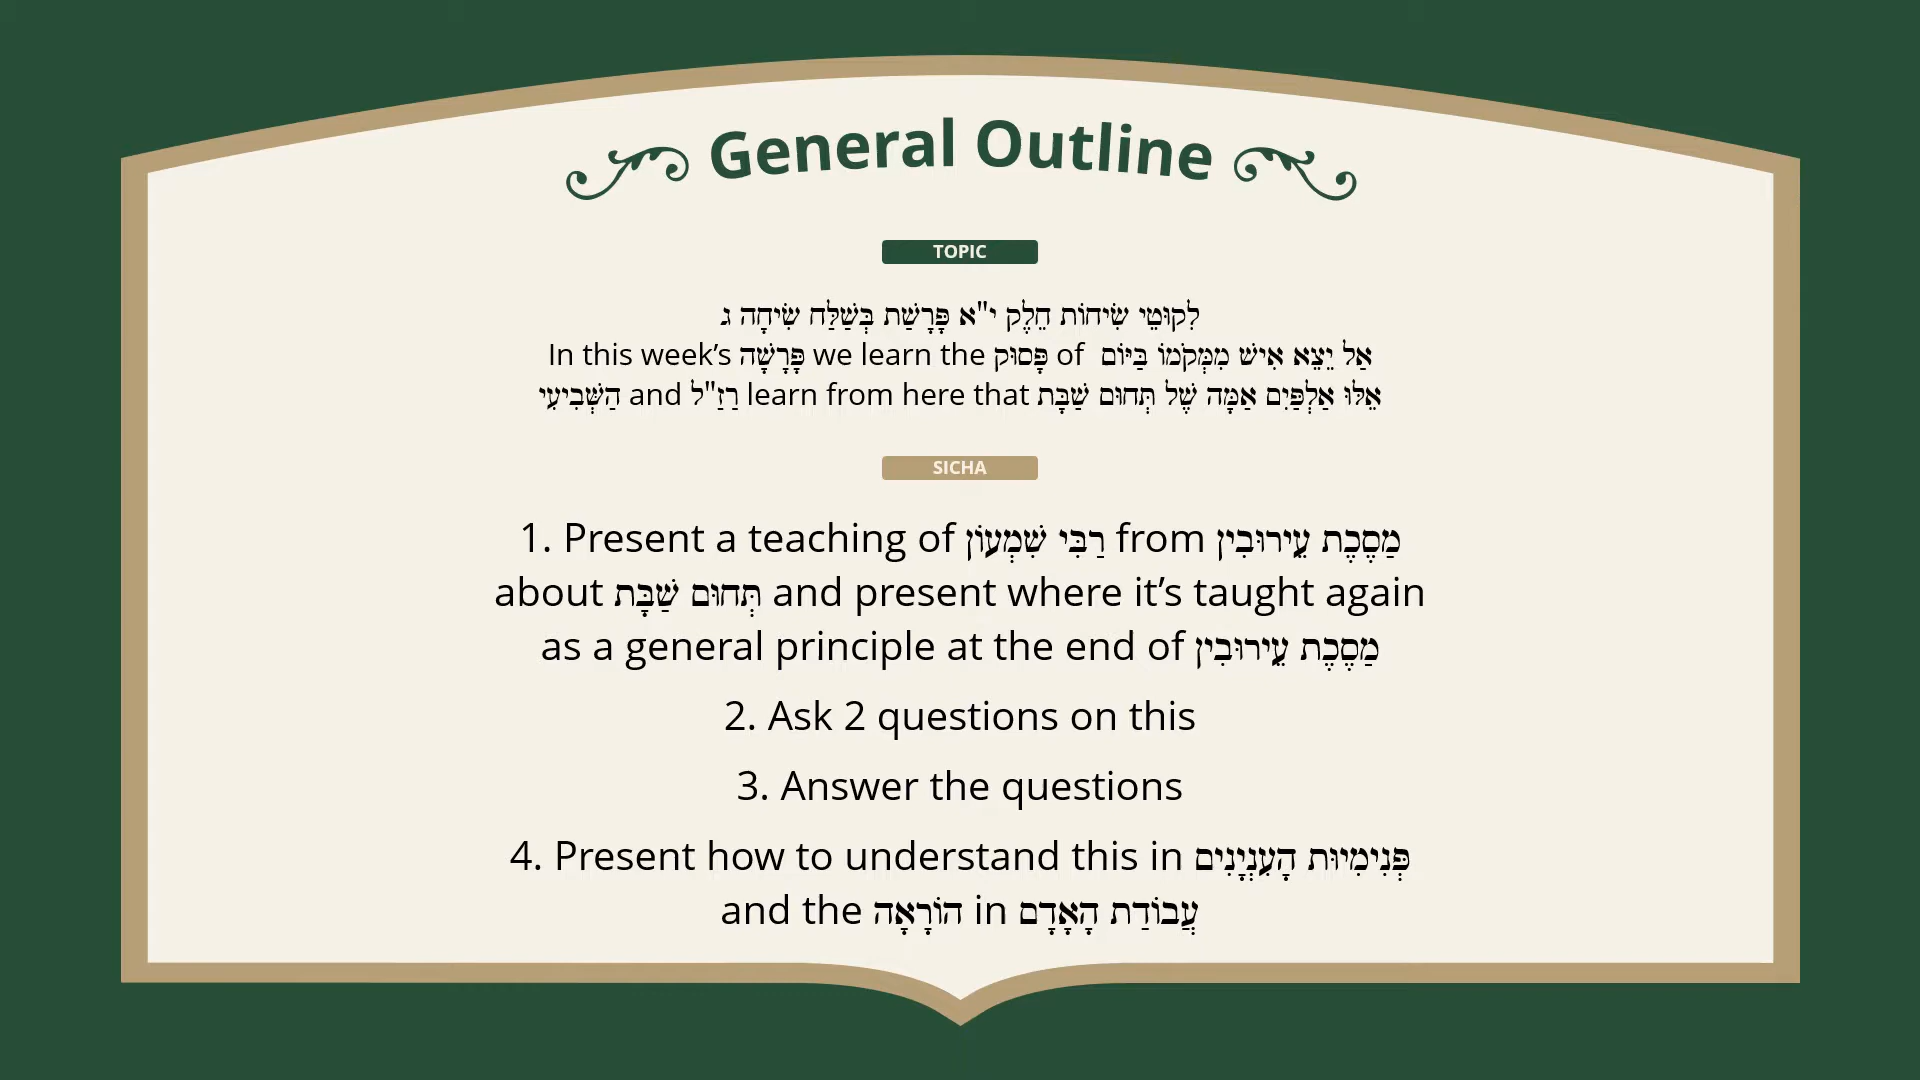 General Outline
TOPIC
לִקוּטֵי שִׂיחוֹת חֵלֶק י"א פָּרָשַׁת בְּשַׁלַּח שִׂיחָה ג
In this week’s פָּרָשָׁה we learn the פָּסוּק of אַל יֵצֵא אִישׁ מִמְּקֹמוֹ בַּיּוֹם
הַשְּׁבִיעִי and רַזַ"ל learn from here that אֵלּוּ אַלְפַּיִם אַמָּה שֶׁל תְּחוּם שַׁבָּת
SICHA
1. Present a teaching of רַבִּי שִׁמְעוֹן from מַסֶכֶת עֵירוּבִין
about תְּחוּם שַׁבָּת and present where it’s taught again
as a general principle at the end of מַסֶכֶת עֵירוּבִין
2. Ask 2 questions on this
3. Answer the questions
4. Present how to understand this in פְּנִימִיוּת הָעִנְיָנִים
and the הוֹרָאָה in עֲבוֹדַת הָאָדָם